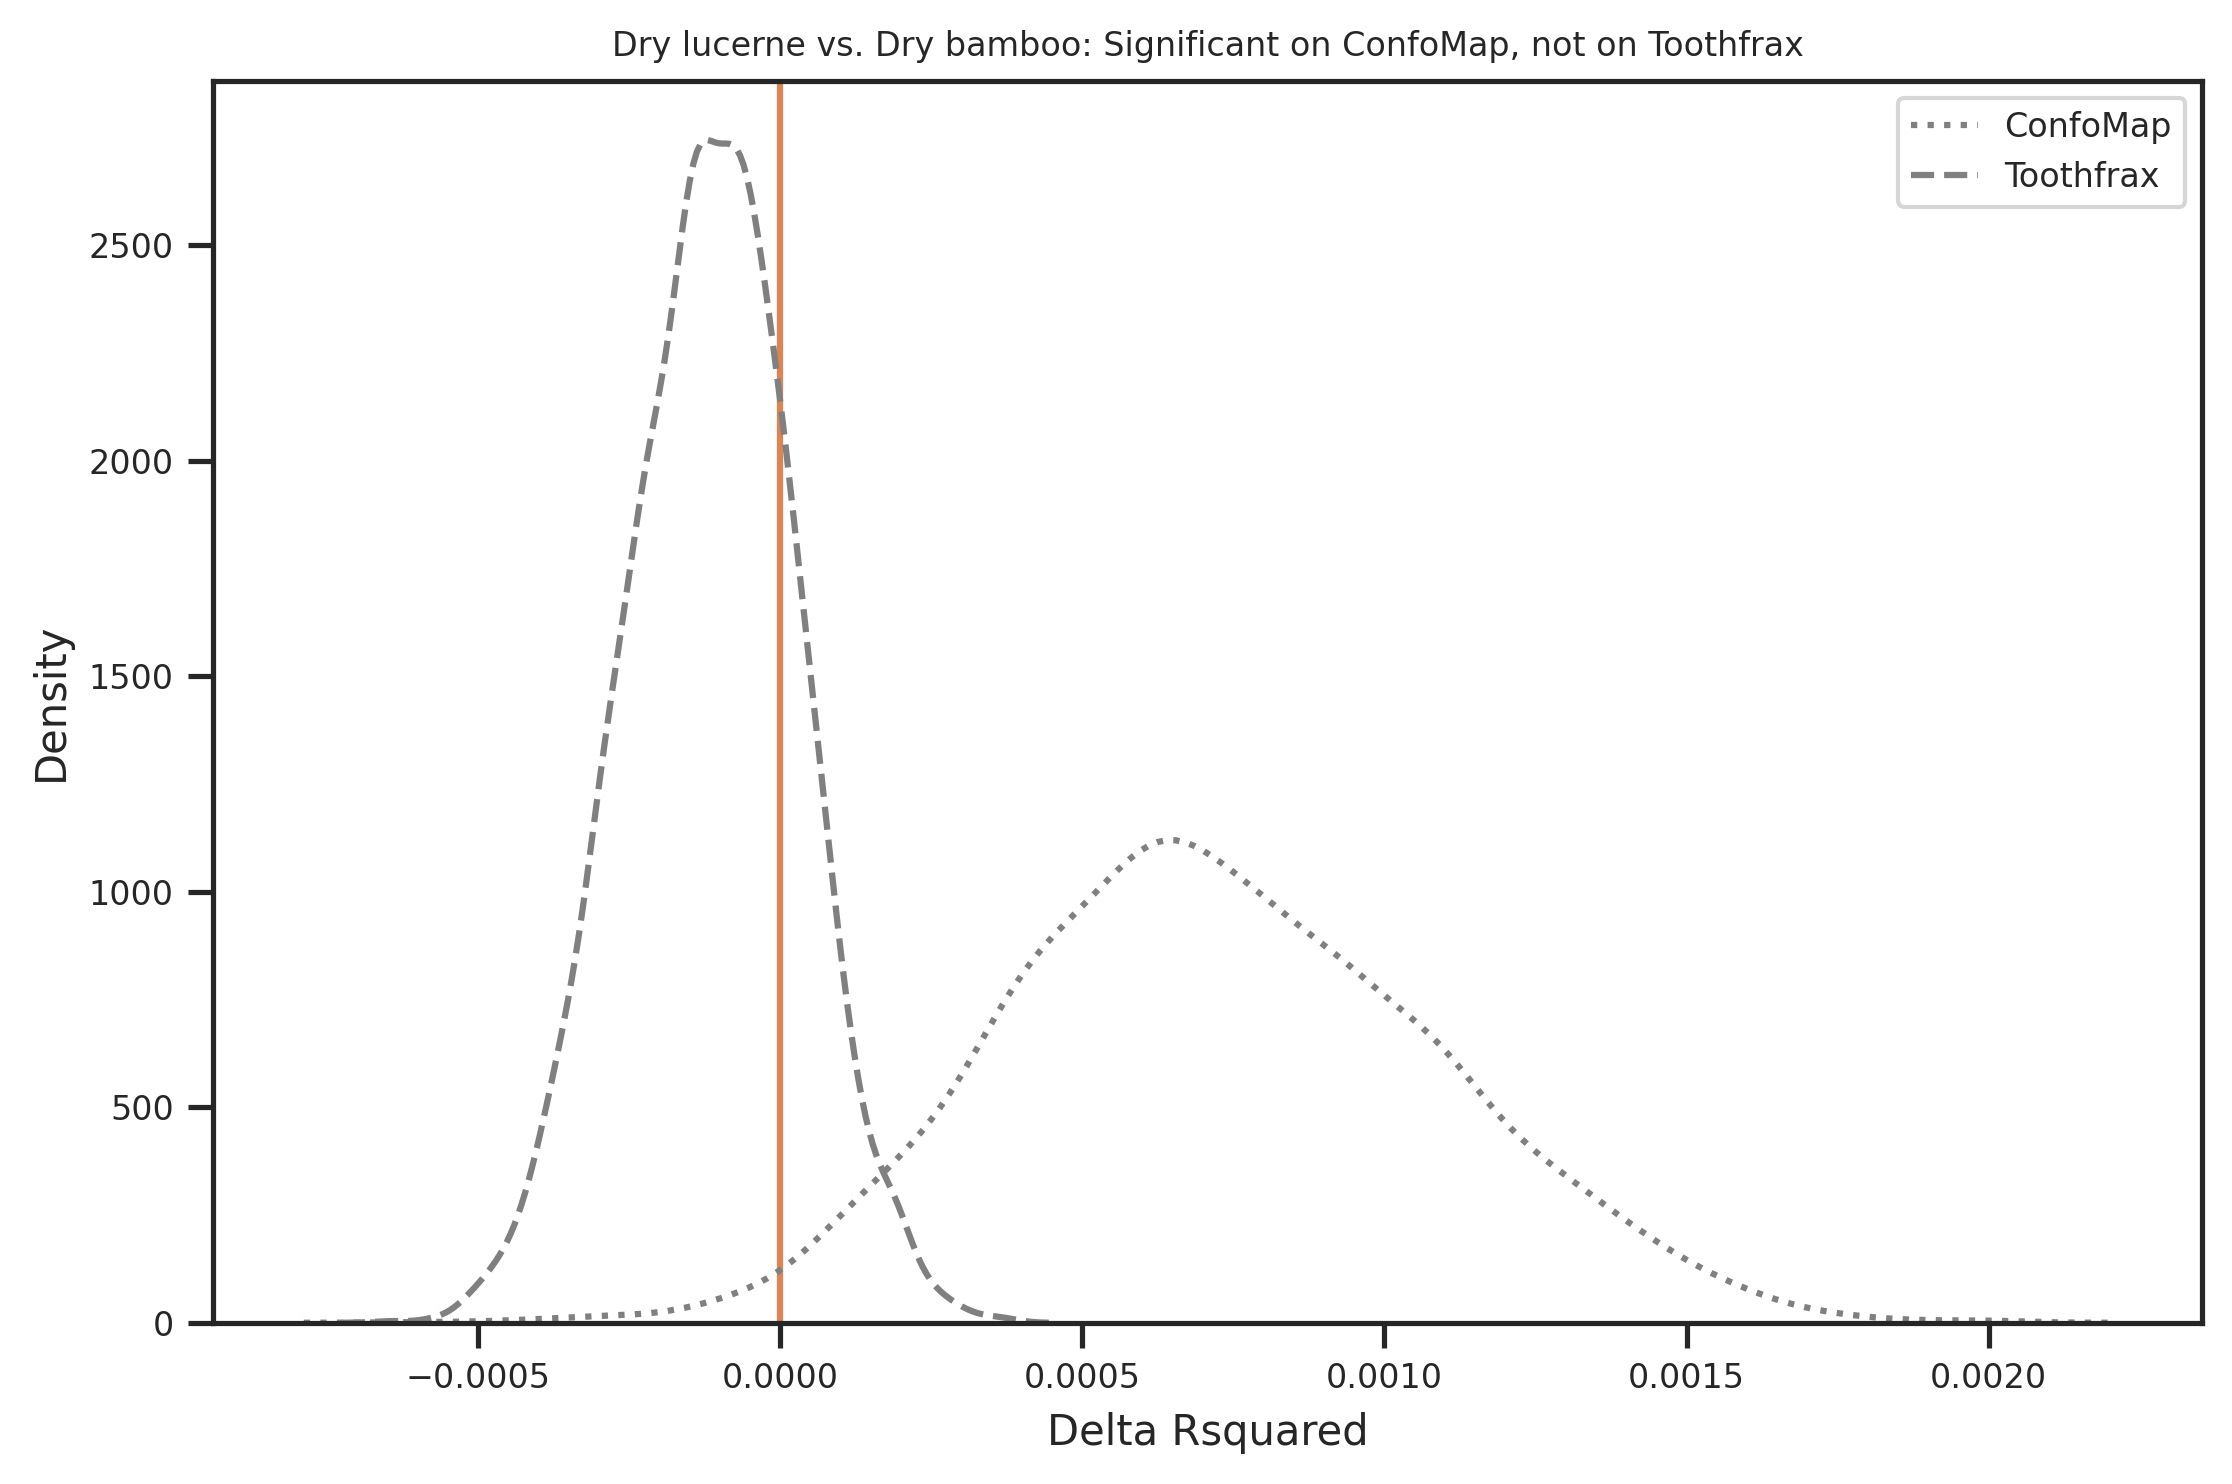 Dry lucerne vs. Dry bamboo: Significant on ConfoMap, not on Toothfrax
ConfoMap
Toothfrax
2500
2000
1500
1000
500
0
Density
−0.0005
0.0000
0.0005
0.0010
0.0015
0.0020
Delta Rsquared